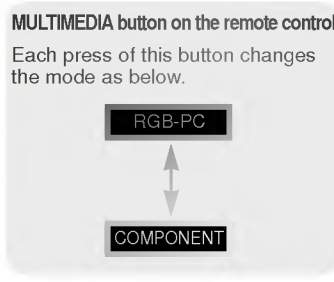 MULTIMEDIA button on the remote control
Each press of this button changes
the mode as below.
RGB-PC
COMPONENT